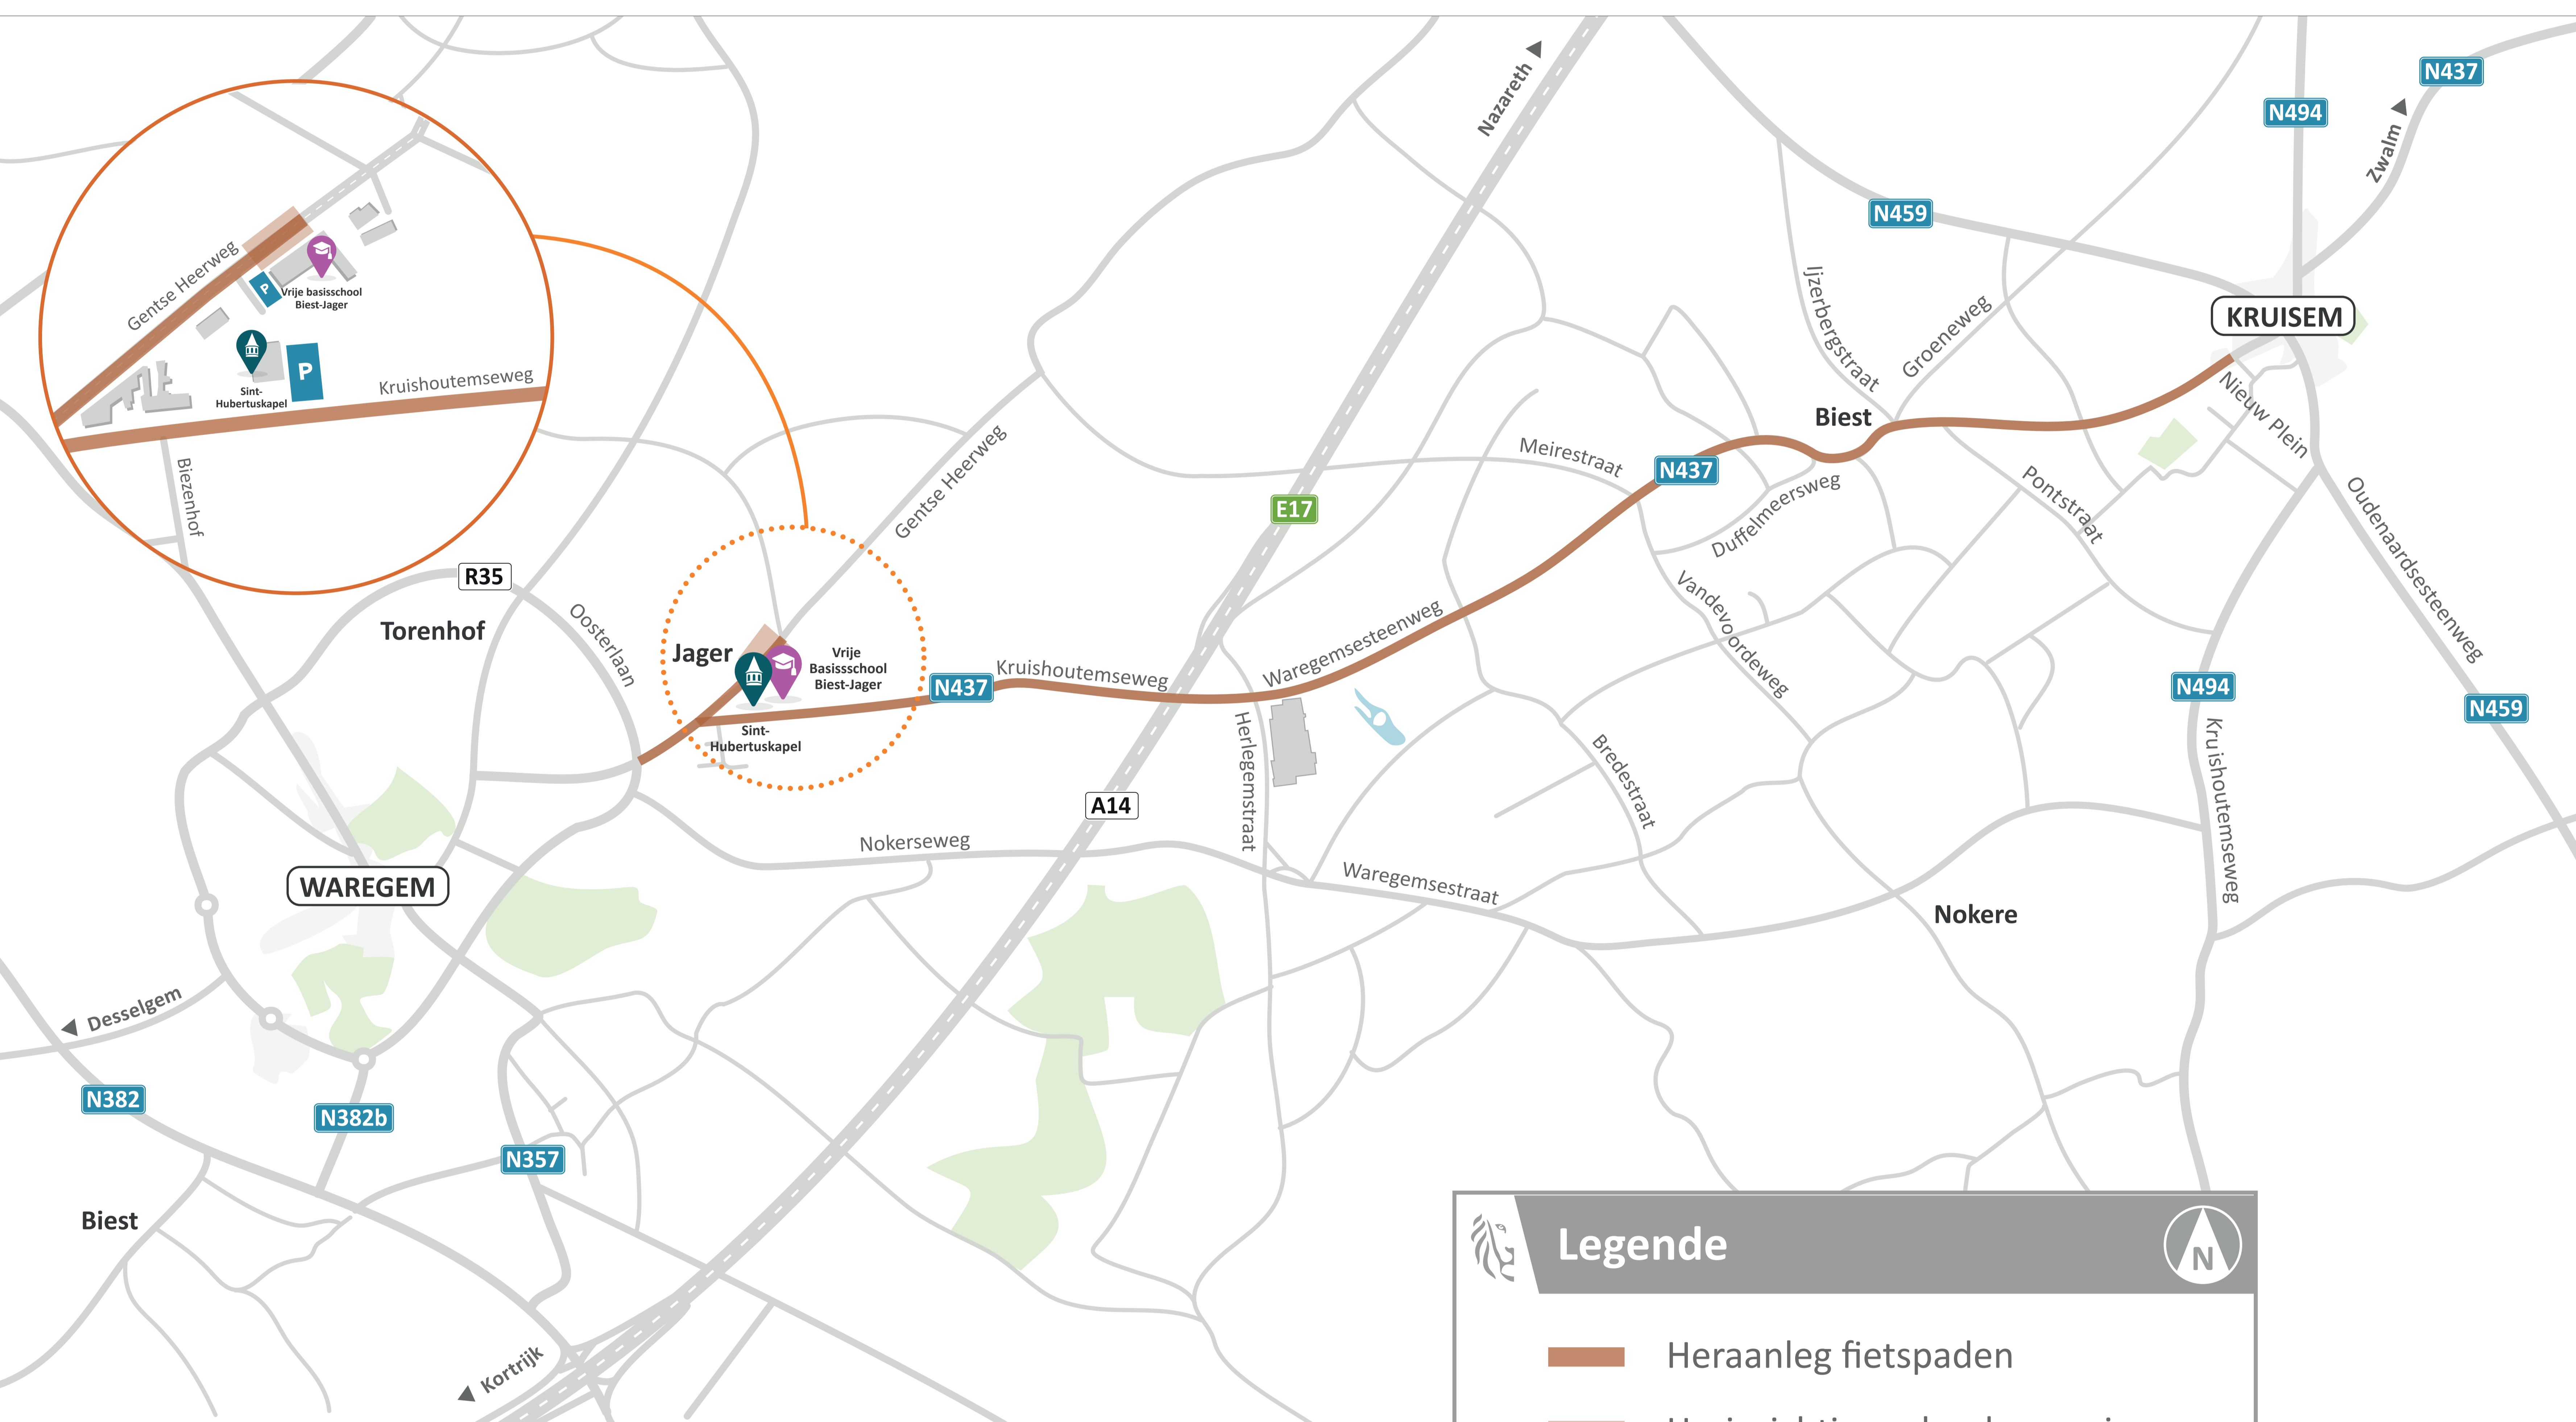 Nazareth
N437
N494
Zwalm
N459
KRUISEM
Gentse Heerweg
P
Vrije basisschool
Biest-Jager
Sint-
Hubertuskapel
P
Kruishoutemseweg
Biezenhof
Ijzerbergstraat
Groeneweg
Biest
Nieuw Plein
Meirestraat
N437
Duffelmeersweg
Pontstraat
Oudenaardsesteenweg
Gentse Heerweg
E17
R35
Torenhof
Oosterlaan
Jager
Vrije
Basissschool
Biest-Jager
Sint-
Hubertuskapel
N437
Kruishoutemseweg
Waregemsesteenweg
Vandevoordeweg
N494
N459
Herlegemstraat
Bredestraat
Kruishoutemseweg
A14
Nokerseweg
Waregemsestraat
WAREGEM
Nokere
Desselgem
N382
N382b
N357
Biest
Kortrijk
Legende
N
Heraanleg fietspaden